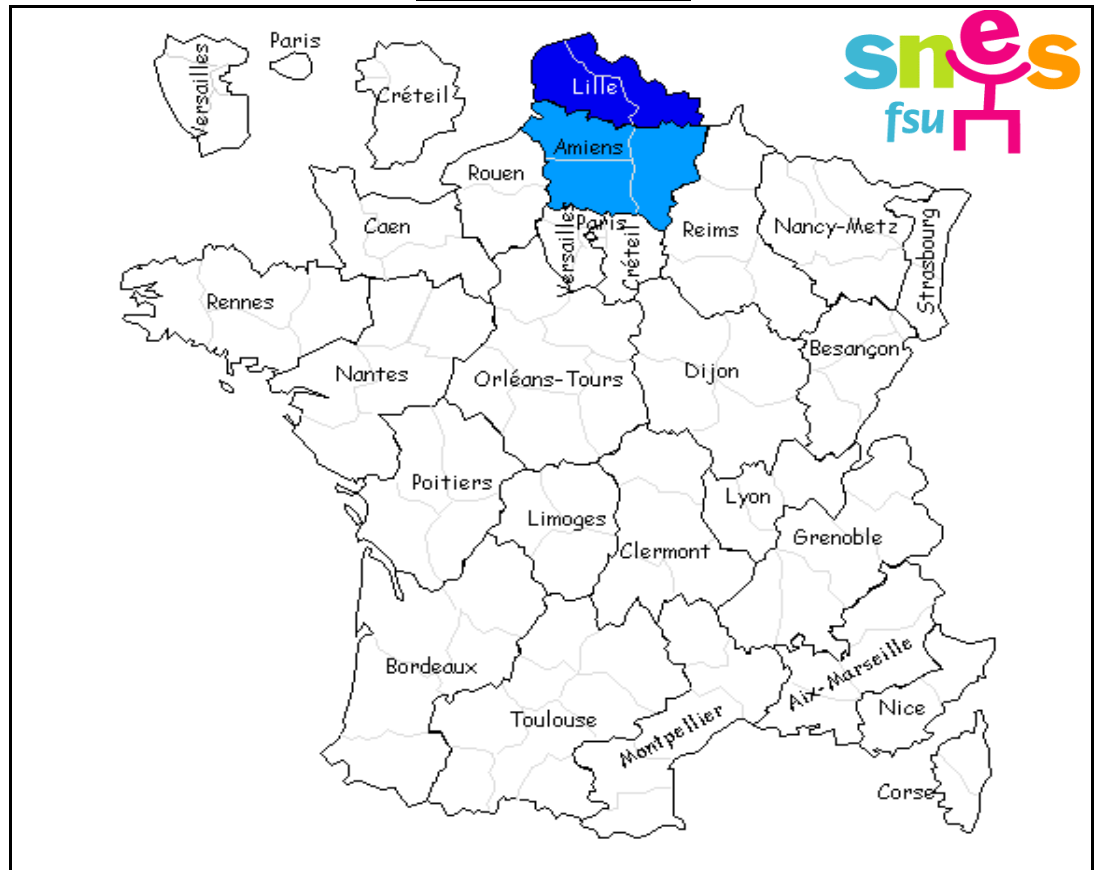 Versailles
Paris
Créteil
snes
fsu
Lille
Amiens
Rouen
Caen
Versailles
Paris
Créteil
Reims
Nancy-Metz
Strasbourg
Rennes
Nantes
Orléans-Tours
Dijon
Besançon
Poitiers
Limoges
Lyon
Clermont
Grenoble
Bordeaux
Toulouse
Montpellier
Aix-Marseille
Nice
Corse